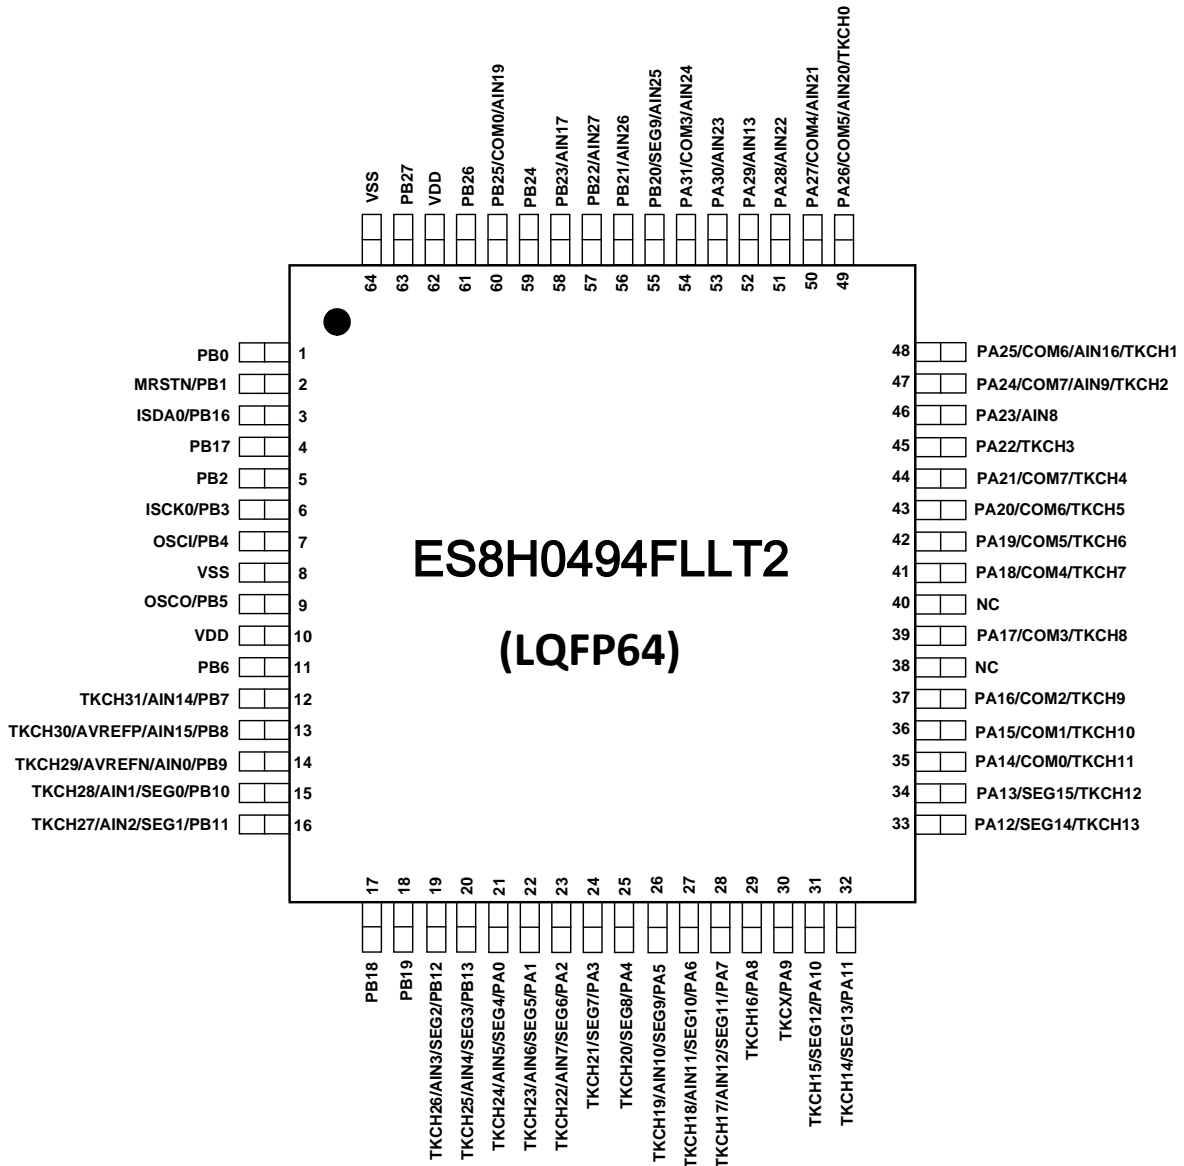 VSS
PB27
VDD
PB26
PB25/COM0/AIN19
PB24
PB23/AIN17
PB22/AIN27
PB21/AIN26
PB20/SEG9/AIN25
PA31/COM3/AIN24
PA30/AIN23
PA29/AIN13
PA28/AIN22
PA27/COM4/AIN21
PA26/COM5/AIN20/TKCH0
64
63
62
61
60
59
58
57
56
55
54
53
52
51
50
49
PB0 1
MRSTN/PB1 2
ISDA0/PB16 3
PB17 4
PB2 5
ISCK0/PB3 6
OSCI/PB4 7
VSS 8
OSCO/PB5 9
VDD 10
PB6 11
TKCH31/AIN14/PB7 12
TKCH30/AVREFP/AIN15/PB8 13
TKCH29/AVREFN/AIN0/PB9 14
TKCH28/AIN1/SEG0/PB10 15
TKCH27/AIN2/SEG1/PB11 16
ES8H0494FLLT2
(LQFP64)
48 PA25/COM6/AIN16/TKCH1
47 PA24/COM7/AIN9/TKCH2
46 PA23/AIN8
45 PA22/TKCH3
44 PA21/COM7/TKCH4
43 PA20/COM6/TKCH5
42 PA19/COM5/TKCH6
41 PA18/COM4/TKCH7
40 NC
39 PA17/COM3/TKCH8
38 NC
37 PA16/COM2/TKCH9
36 PA15/COM1/TKCH10
35 PA14/COM0/TKCH11
34 PA13/SEG15/TKCH12
33 PA12/SEG14/TKCH13
17
18
19
20
21
22
23
24
25
26
27
28
29
30
31
32
PB18
PB19
TKCH26/AIN3/SEG2/PB12
TKCH25/AIN4/SEG3/PB13
TKCH24/AIN5/SEG4/PA0
TKCH23/AIN6/SEG5/PA1
TKCH22/AIN7/SEG6/PA2
TKCH21/SEG7/PA3
TKCH20/SEG8/PA4
TKCH19/AIN10/SEG9/PA5
TKCH18/AIN11/SEG10/PA6
TKCH17/AIN12/SEG11/PA7
TKCH16/PA8
TKCX/PA9
TKCH15/SEG12/PA10
TKCH14/SEG13/PA11